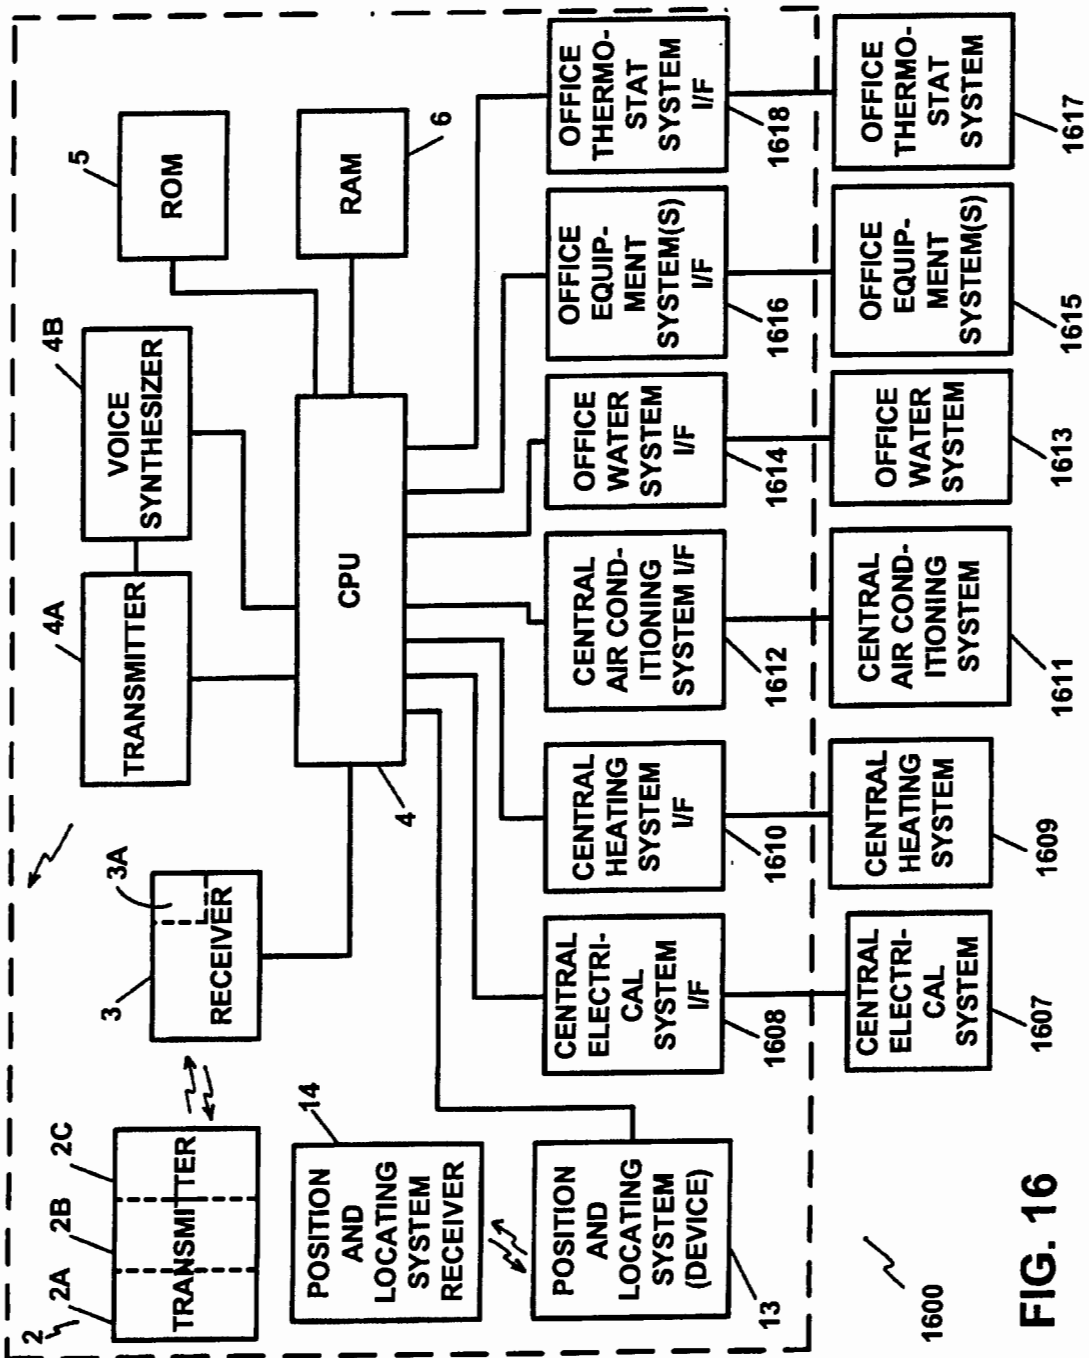 2
2A
2B
2C
TRANSMITTER
3
3A
RECEIVER
4A
TRANSMITTER
4B
VOICE
SYNTHESIZER
5
ROM
14
POSITION
AND
LOCATING
SYSTEM
RECEIVER
4
CPU
RAM
6
POSITION
AND
LOCATING
SYSTEM
(DEVICE)
13
CENTRAL
ELECTRI-
CAL
SYSTEM
I/F
1608
CENTRAL
HEATING
SYSTEM
I/F
1610
CENTRAL
AIR COND-
ITIONING
SYSTEM I/F
1612
OFFICE
WATER
SYSTEM
I/F
1614
OFFICE
EQUIP-
MENT
SYSTEM(S)
I/F
1616
OFFICE
THERMO-
STAT
SYSTEM
I/F
1618
CENTRAL
ELECTRI-
CAL
SYSTEM
1607
CENTRAL
HEATING
SYSTEM
1609
CENTRAL
AIR COND-
ITIONING
SYSTEM
1611
OFFICE
WATER
SYSTEM
1613
OFFICE
EQUIP-
MENT
SYSTEM(S)
1615
OFFICE
THERMO-
STAT
SYSTEM
1617
1600
FIG. 16